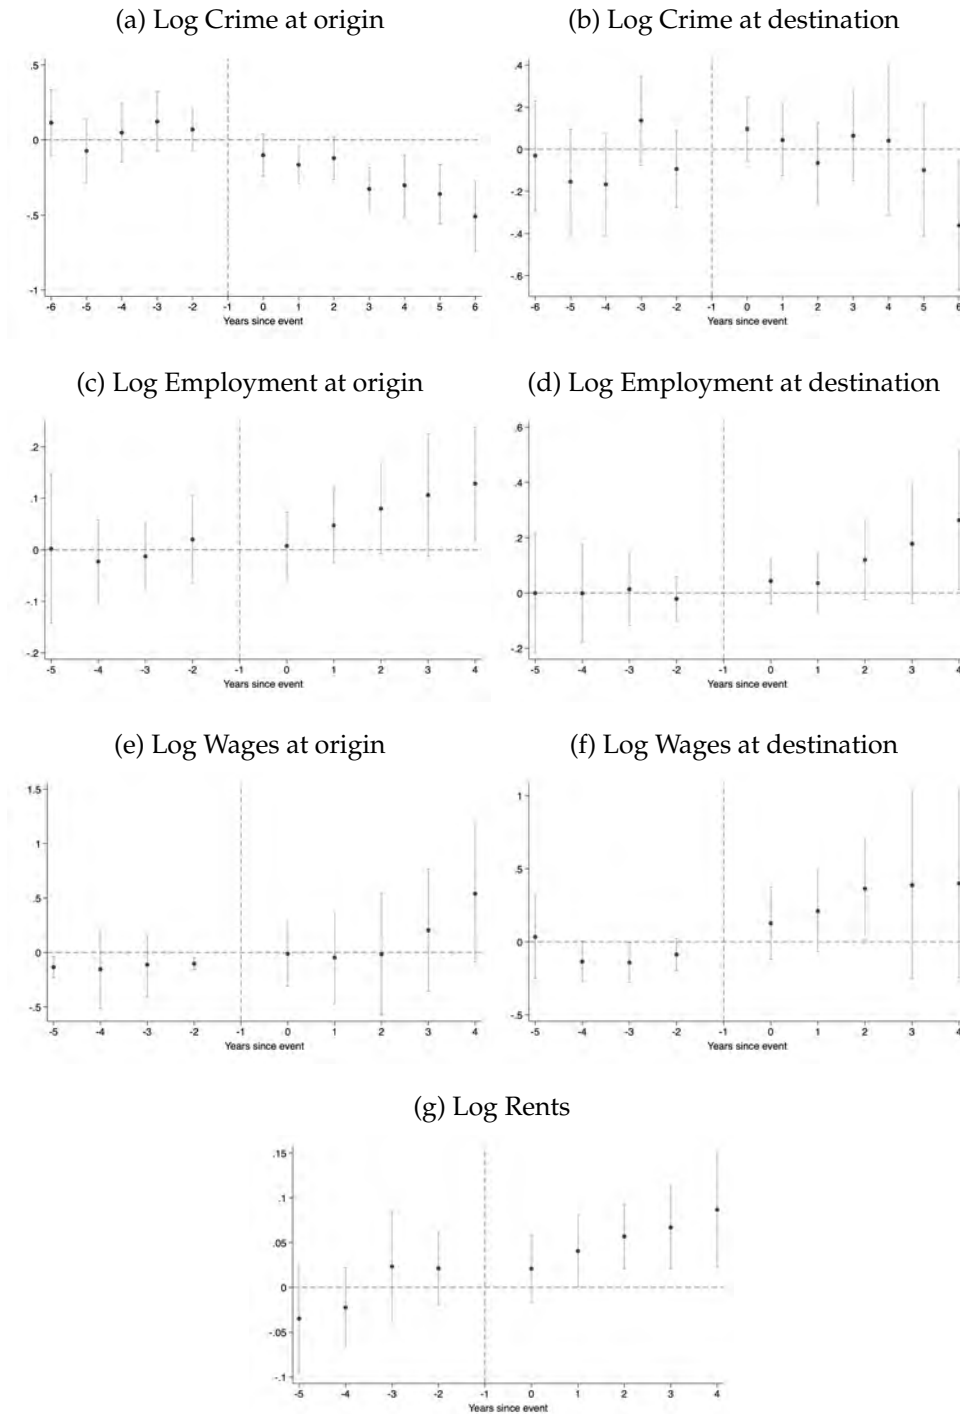 (a) Log Crime at origin
.5
0
-.5
-1
-6 -5 -4 -3 -2 -1 0 1 2 3 4 5 6
Years since event
(b) Log Crime at destination
.4
.2
0
-.2
-.4
-.6
-6 -5 -4 -3 -2 -1 0 1 2 3 4 5 6
Years since event
(c) Log Employment at origin
.2
.1
0
-.1
-.2
-5 -4 -3 -2 -1 0 1 2 3 4
Years since event
(d) Log Employment at destination
.6
.4
.2
0
-.2
-5 -4 -3 -2 -1 0 1 2 3 4
Years since event
(e) Log Wages at origin
1.5
1
.5
0
-.5
-5 -4 -3 -2 -1 0 1 2 3 4
Years since event
(f) Log Wages at destination
1
.5
0
-.5
-5 -4 -3 -2 -1 0 1 2 3 4
Years since event
(g) Log Rents
.15
.1
.05
0
-.05
-.1
-5 -4 -3 -2 -1 0 1 2 3 4
Years since event